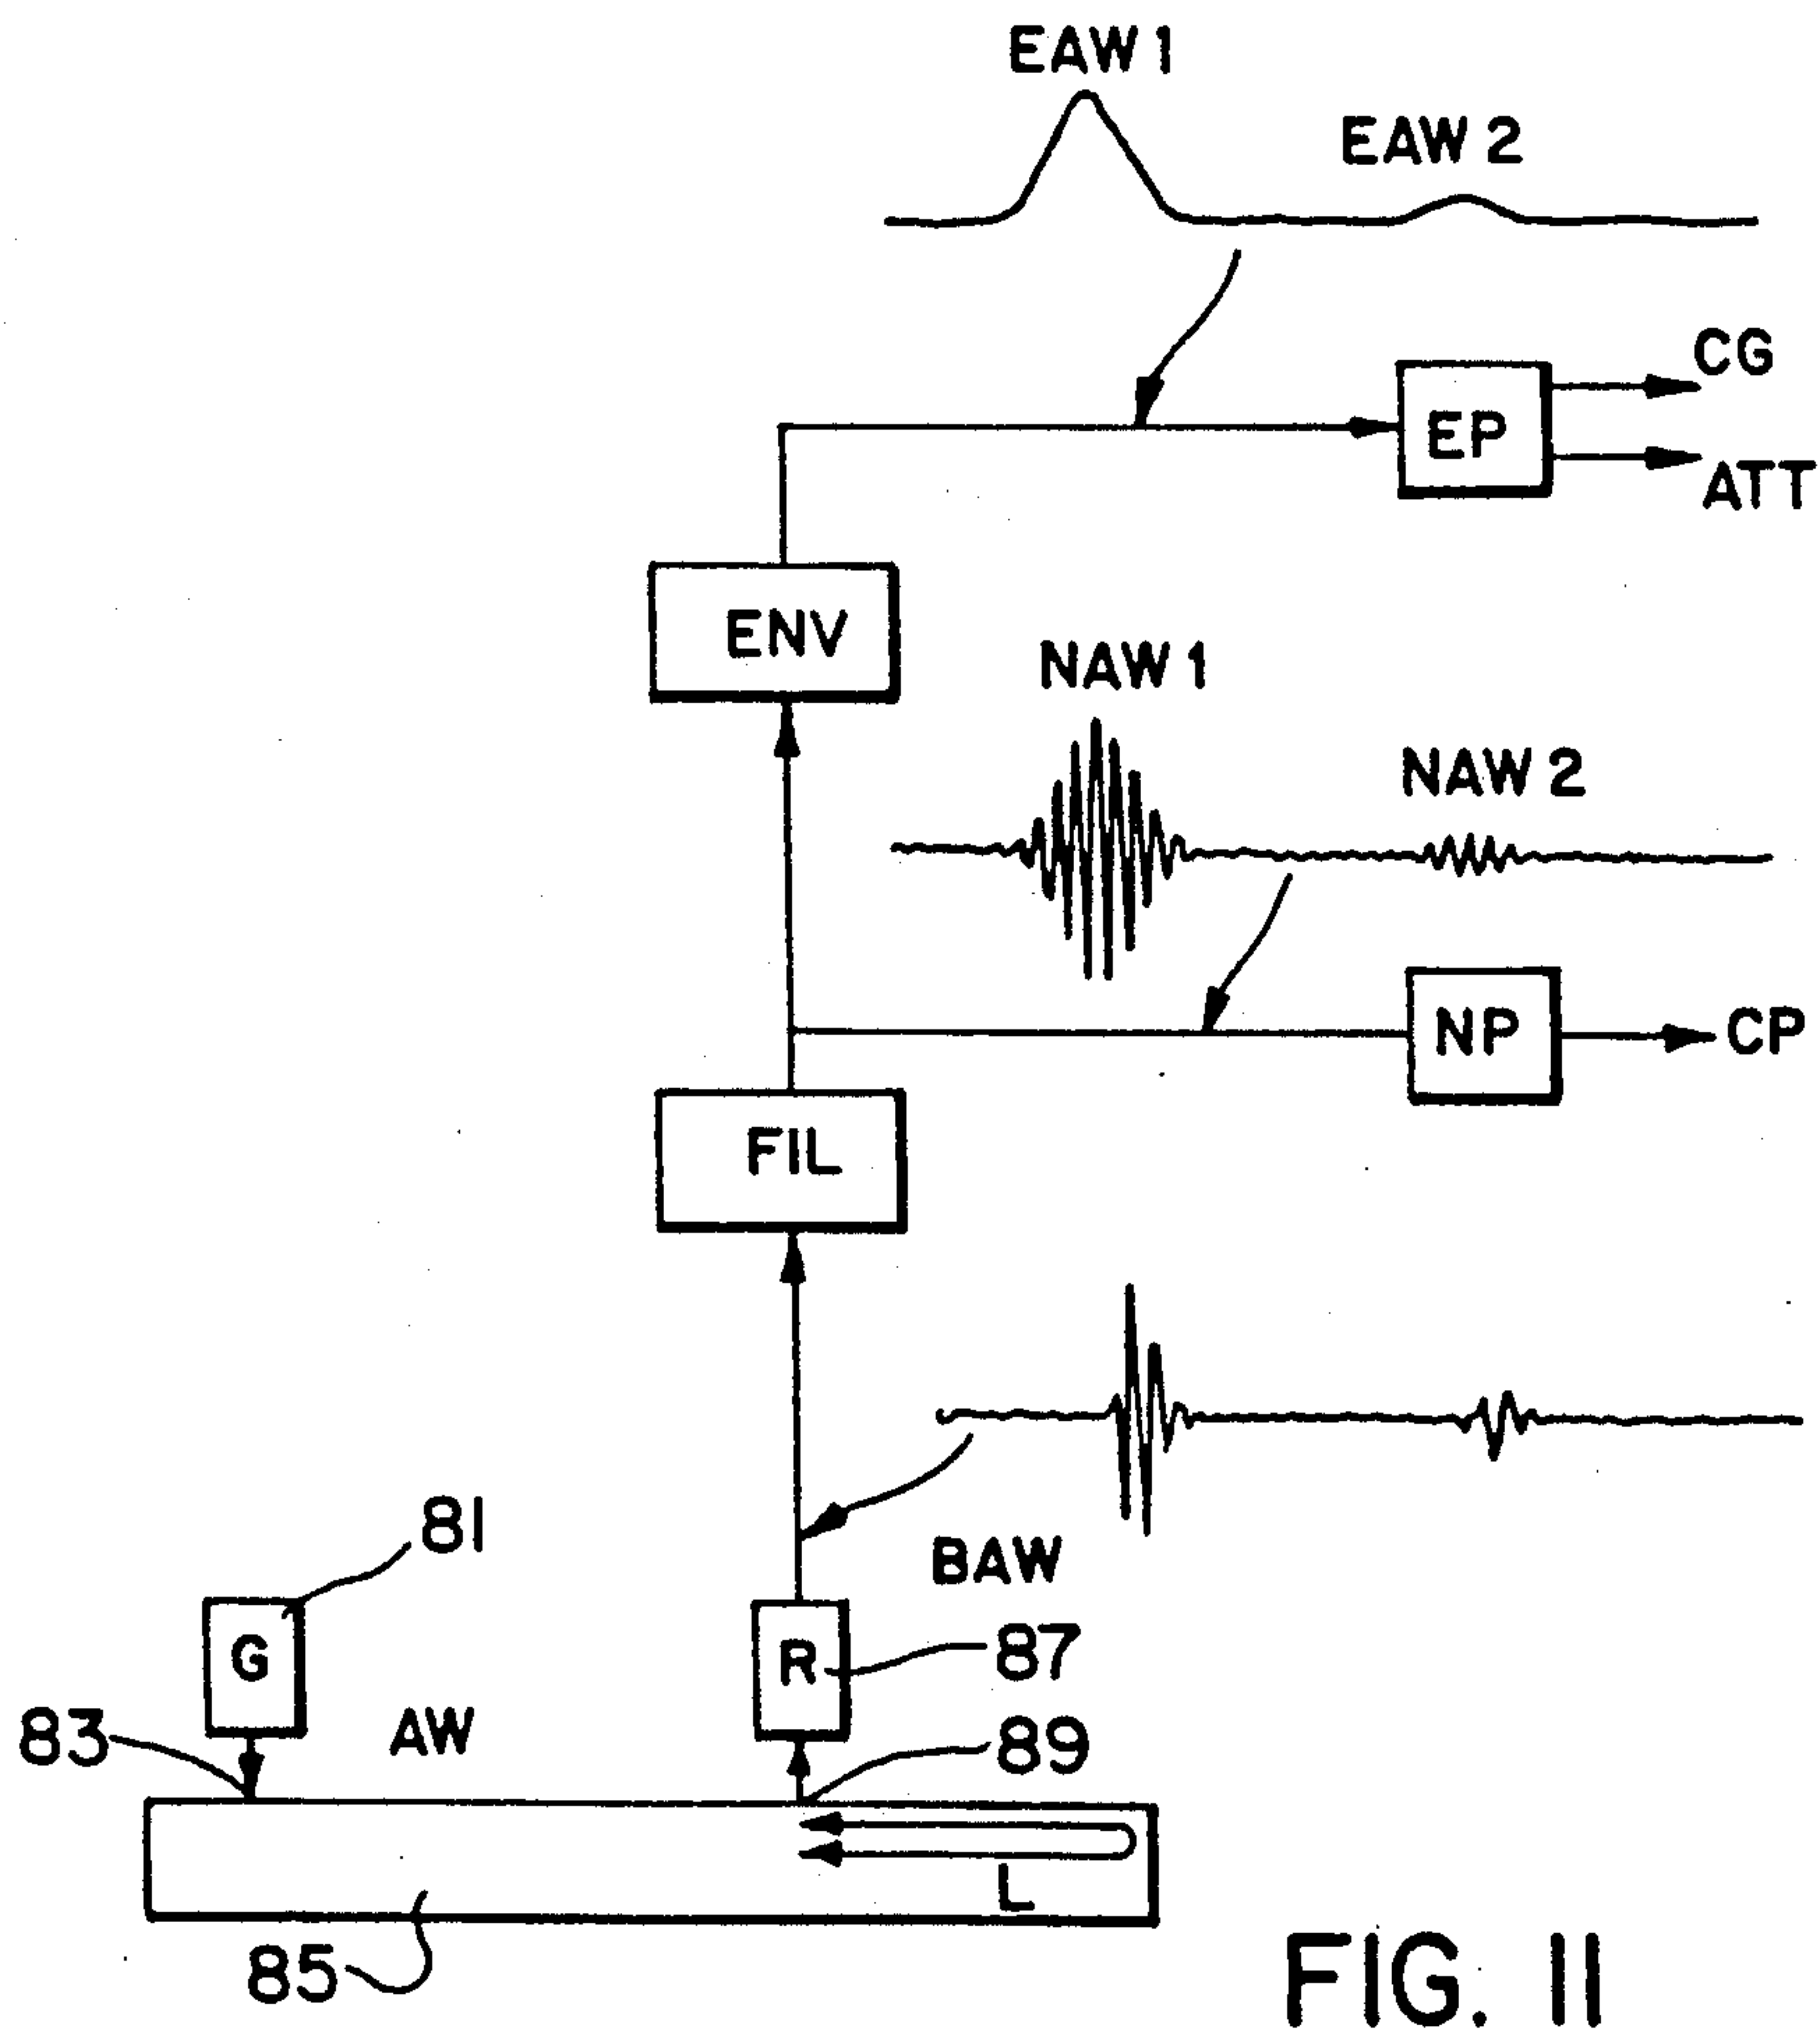 EAW 1
EAW 2
CG
EP
ATT
ENV
NAW 1
NAW 2
NP
CP
FIL
81
BAW
G
R
87
83
AW
89
L
85
FIG. 11